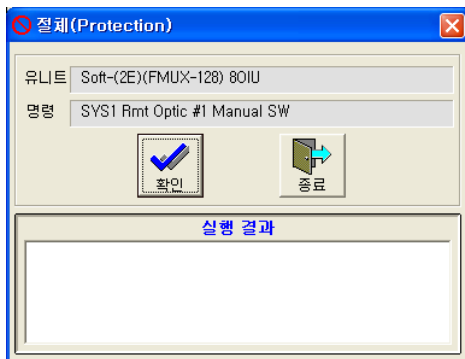 절체(Protection)
유니트 Soft-(2E)(FMUX-128) 8OIU
명령 SYS1 Rmt Optic #1 Manual SW
확인 종료
실행 결과